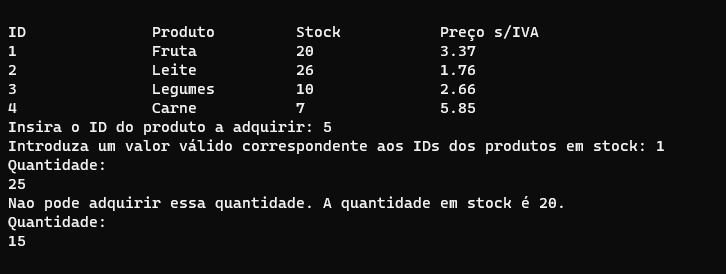 ID Produto Stock Preço s/IVA
1 Fruta 20 3.37
2 Leite 26 1.76
3 Legumes 10 2.66
4 Carne 7 5.85
Insira o ID do produto a adquirir: 5
Introduza um valor válido correspondente aos IDs dos produtos em stock: 1
Quantidade:
25
Nao pode adquirir essa quantidade. A quantidade em stock é 20.
Quantidade:
15